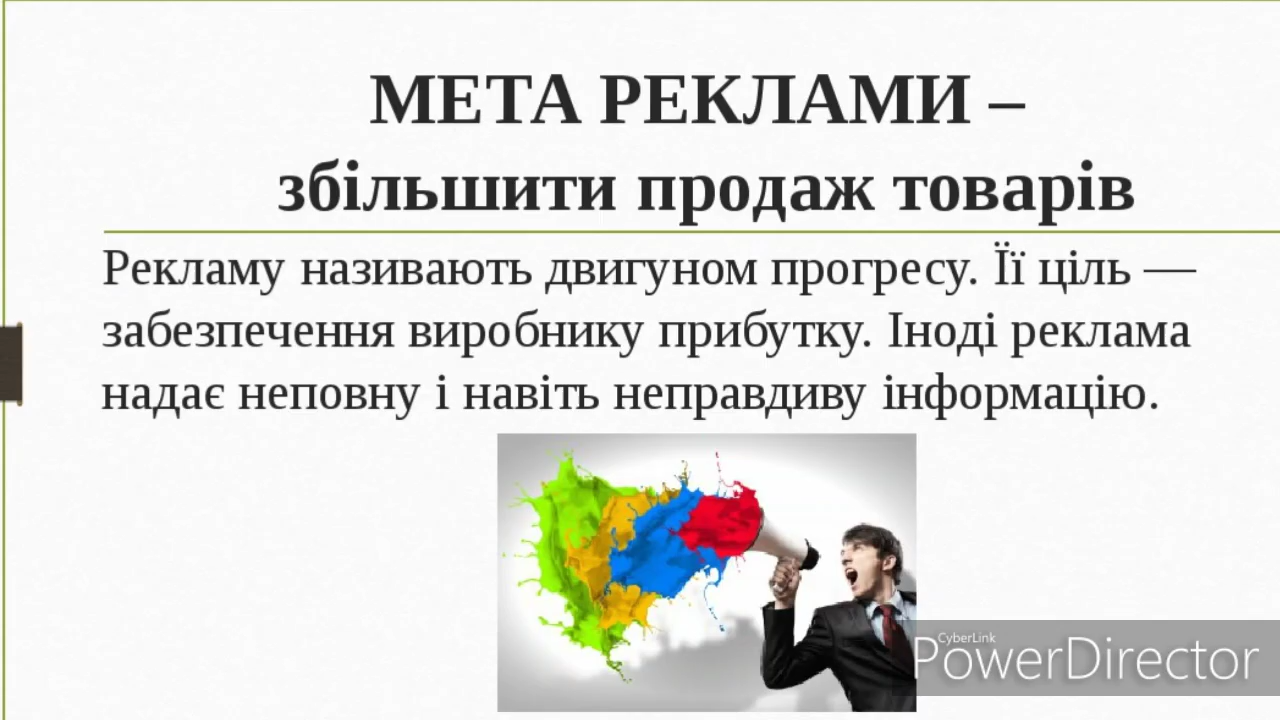 МЕТА РЕКЛАМИ –
збільшити продаж товарів
Рекламу називають двигуном прогресу. Її ціль —
забезпечення виробнику прибутку. Іноді реклама
надає неповну і навіть неправдиву інформацію.
CyberLink
PowerDirector